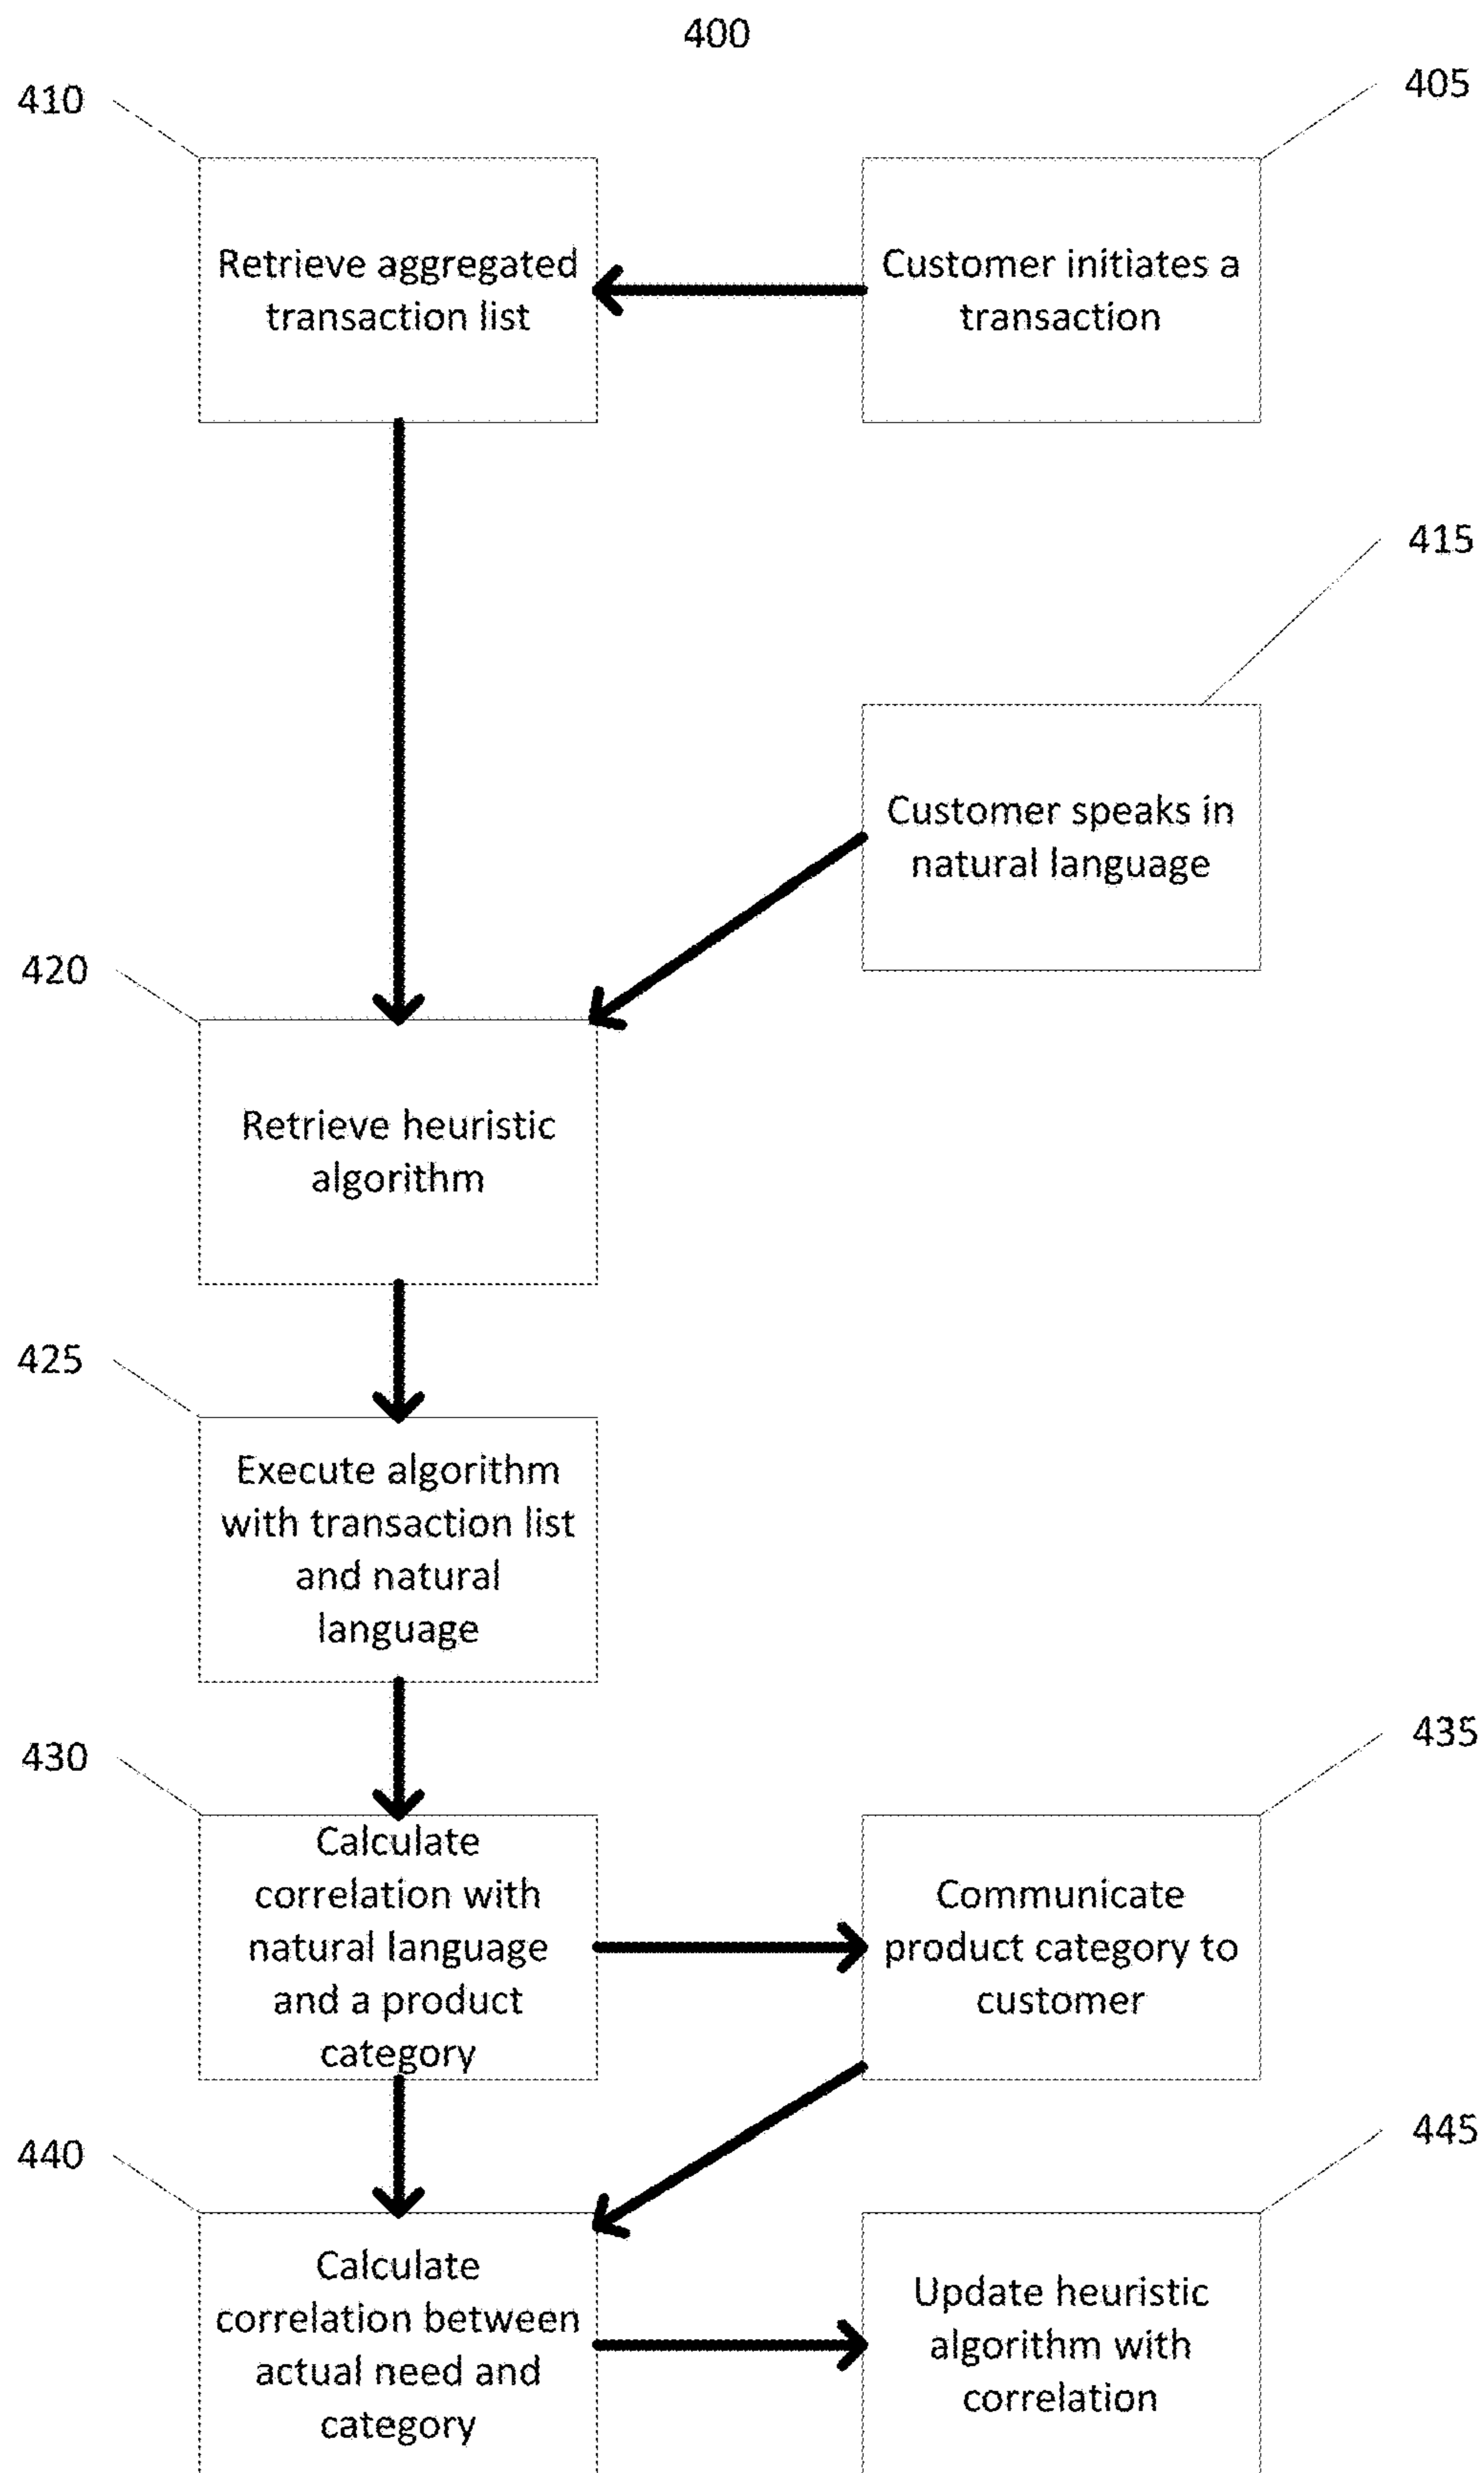 400
410
405
Retrieve aggregated
transaction list
Customer initiates a
transaction
415
Customer speaks in
natural language
420
Retrieve heuristic
algorithm
425
Execute algorithm
with transaction list
and natural
language
430
435
Calculate
correlation with
natural language
and a product
category
Communicate
product category to
customer
440
445
Calculate
correlation between
actual need and
category
Update heuristic
algorithm with
correlation